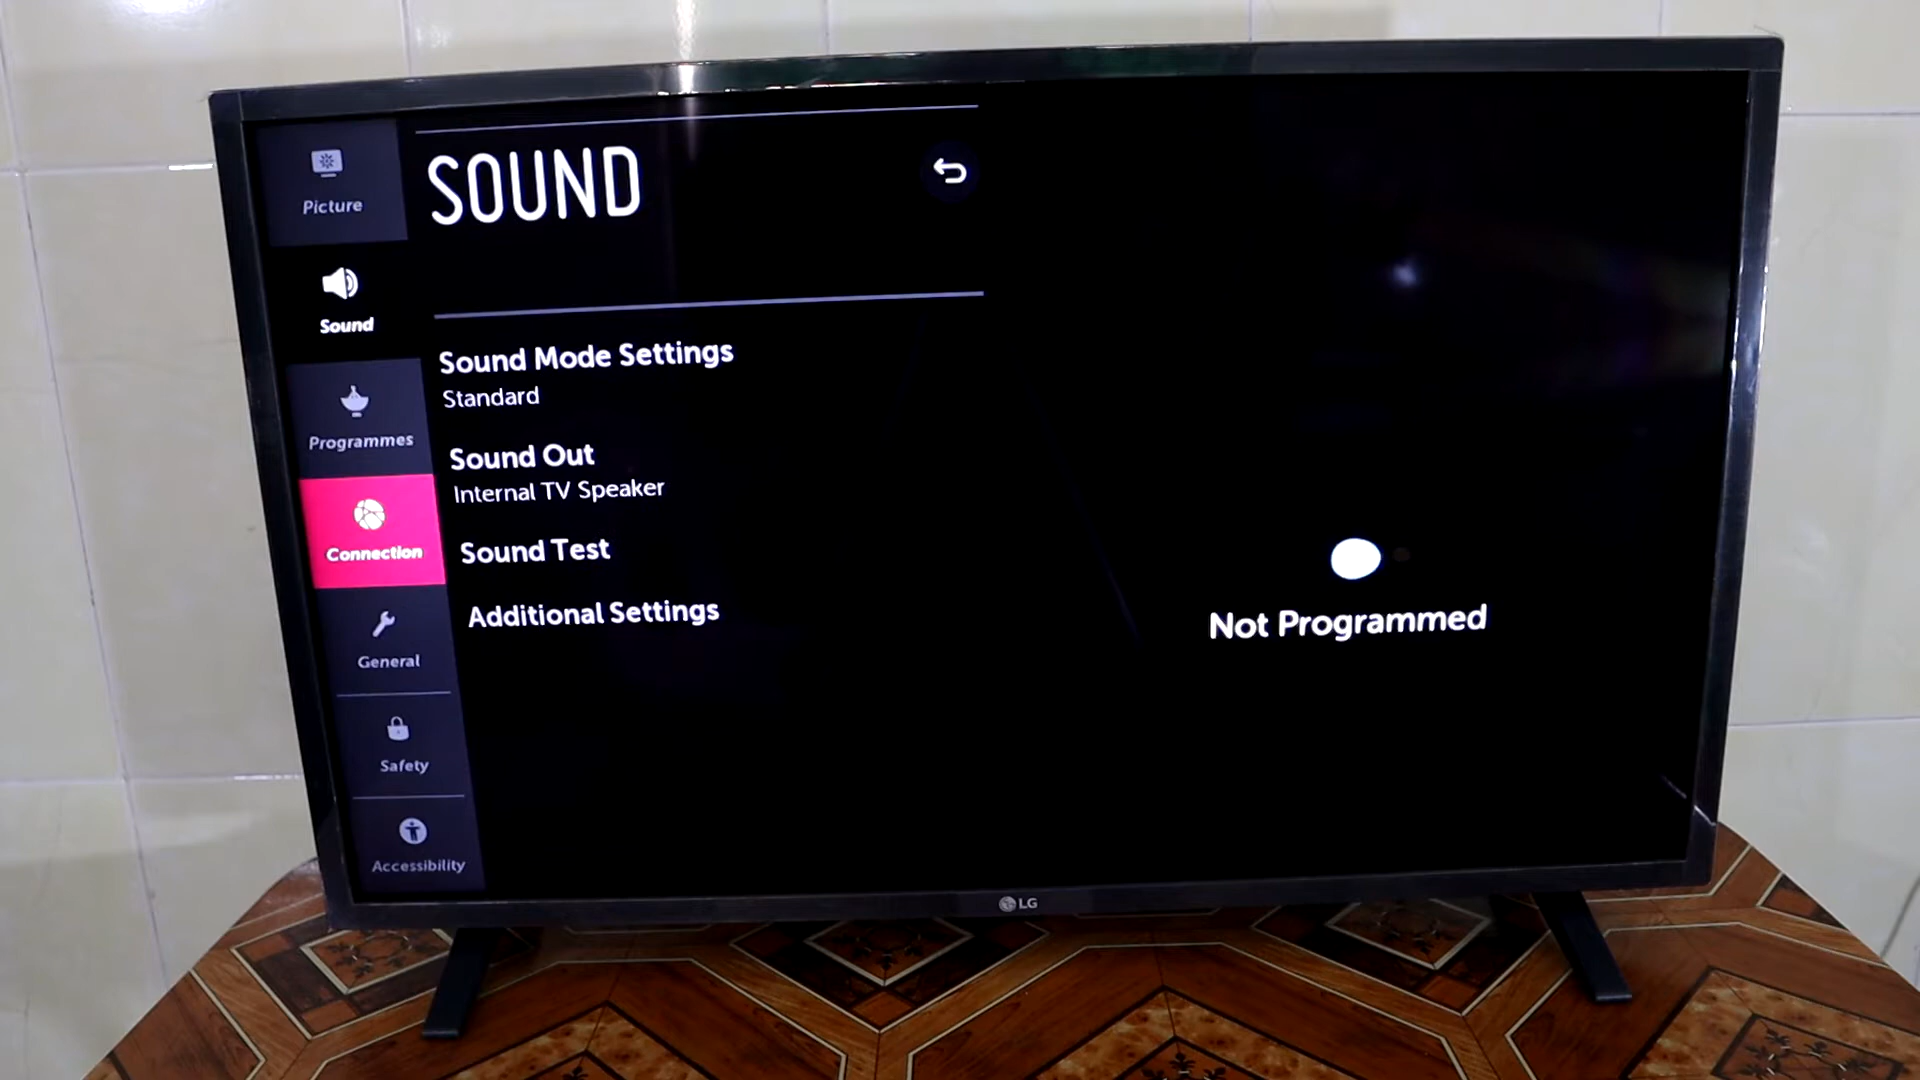 Picture
Sound
Programmes
Connection
General
Safety
Accessibility
SOUND
Sound Mode Settings
Standard
Sound Out
Internal TV Speaker
Sound Test
Additional Settings
Not Programmed
LG